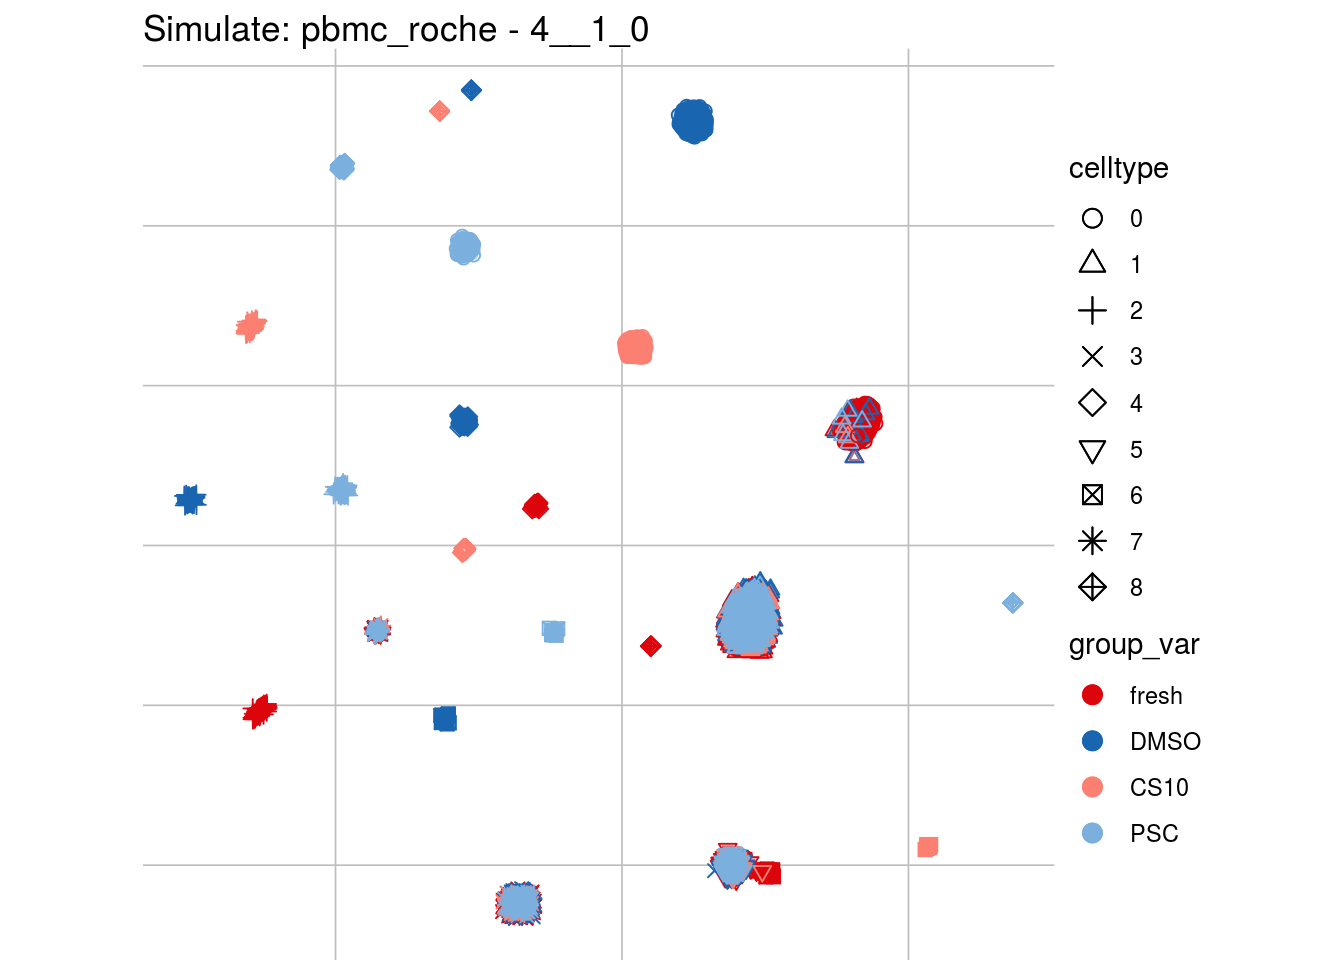 Simulate: pbmc_roche - 4__1_0
celltype
0
1
2
3
4
5
6
7
8
group_var
fresh
DMSO
CS10
PSC